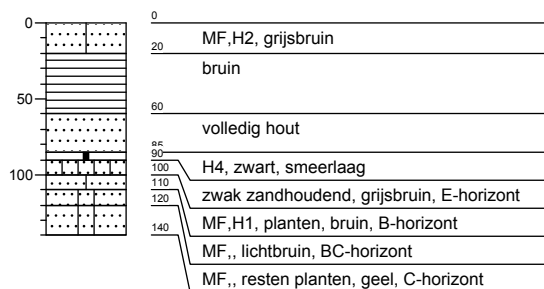 0
0
MF,H2, grijsbruin
20
bruin
50
60
volledig hout
85
90
H4, zwart, smeerlaag
100
100
zwak zandhoudend, grijsbruin, E-horizont
110
MF,H1, planten, bruin, B-horizont
120
MF,, lichtbruin, BC-horizont
140
MF,, resten planten, geel, C-horizont